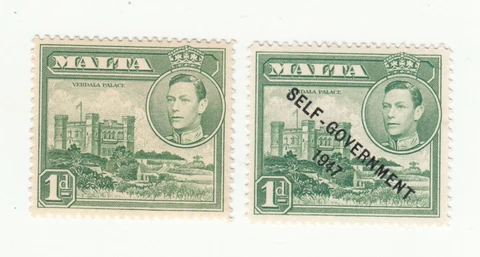 MALTA
VERDALA PALACE
1d
MALTA
VERDALA PALACE
SELF-GOVERNMENT
1947
1d